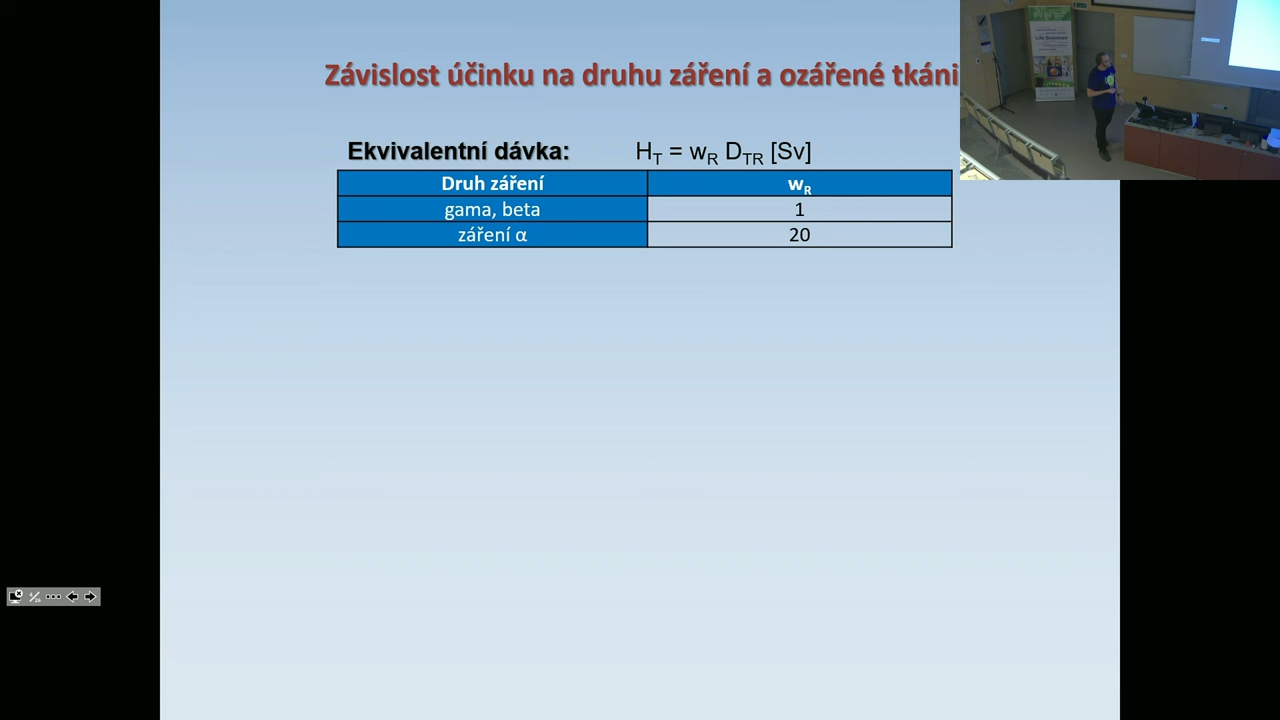 Závislost účinku na druhu záření a ozářené tkáni
Ekvivalentní dávka: H_T = w_R D_TR [Sv]
Druh záření w_R
gama, beta 1
záření α 20